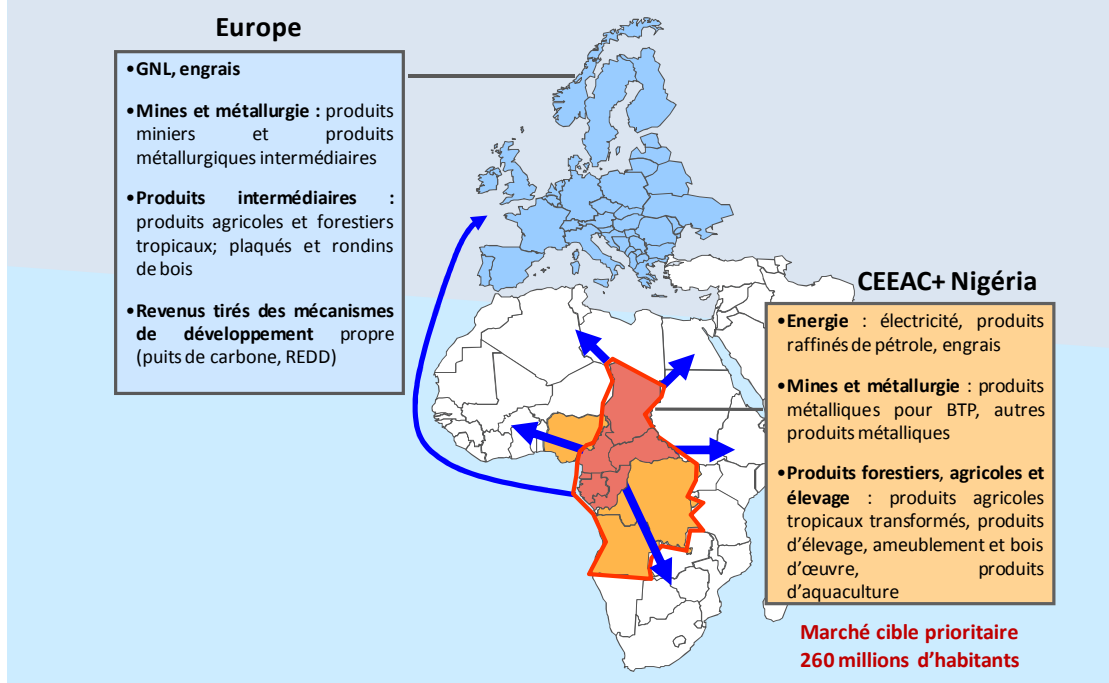 Europe
•GNL, engrais
•Mines et métallurgie : produits
miniers et produits
métallurgiques intermédiaires
•Produits intermédiaires :
produits agricoles et forestiers
tropicaux; plaqués et rondins
de bois
•Revenus tirés des mécanismes
de développement propre
(puits de carbone, REDD)
CEEAC+ Nigéria
•Energie : électricité, produits
raffinés de pétrole, engrais
•Mines et métallurgie : produits
métalliques pour BTP, autres
produits métalliques
•Produits forestiers, agricoles et
élevage : produits agricoles
tropicaux transformés, produits
d’élevage, ameublement et bois
d’œuvre, produits
d’aquaculture
Marché cible prioritaire
260 millions d’habitants